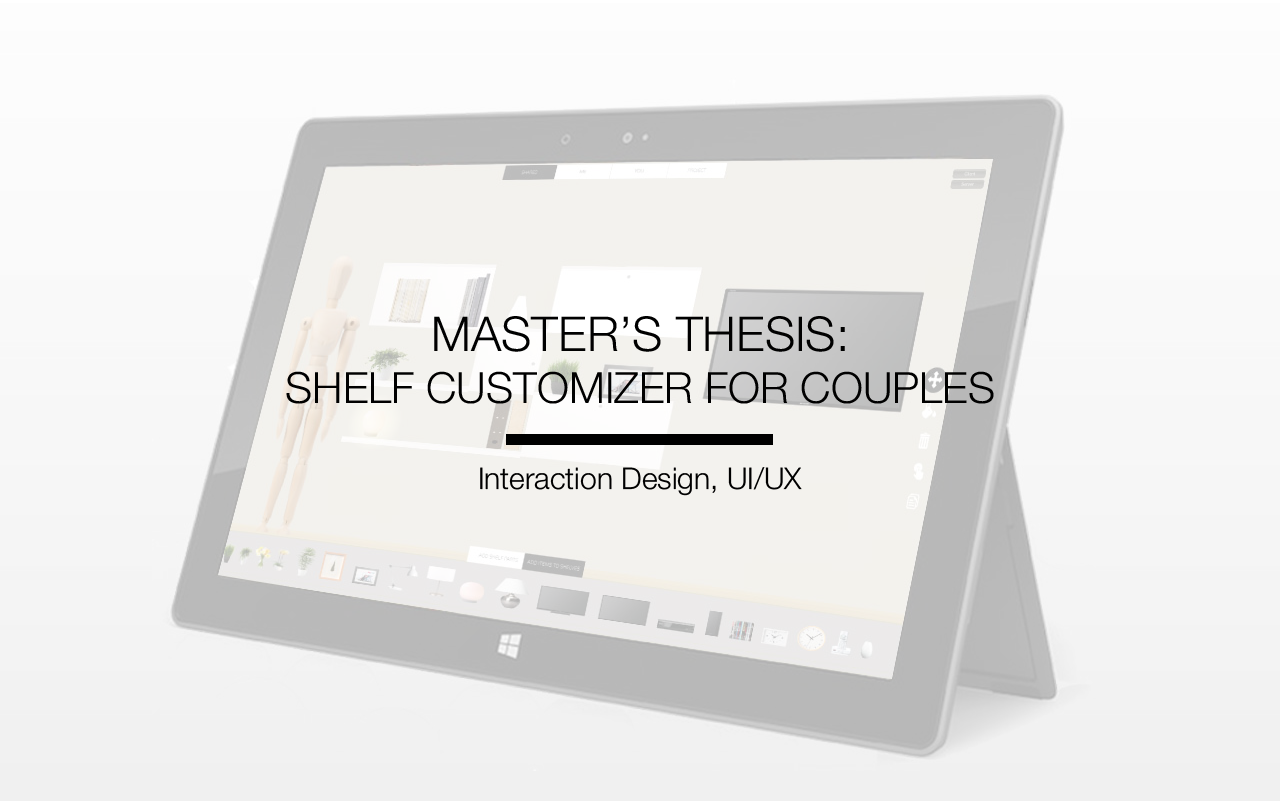 MASTER'S THESIS:
SHELF CUSTOMIZER FOR COUPLES
Interaction Design, UI/UX